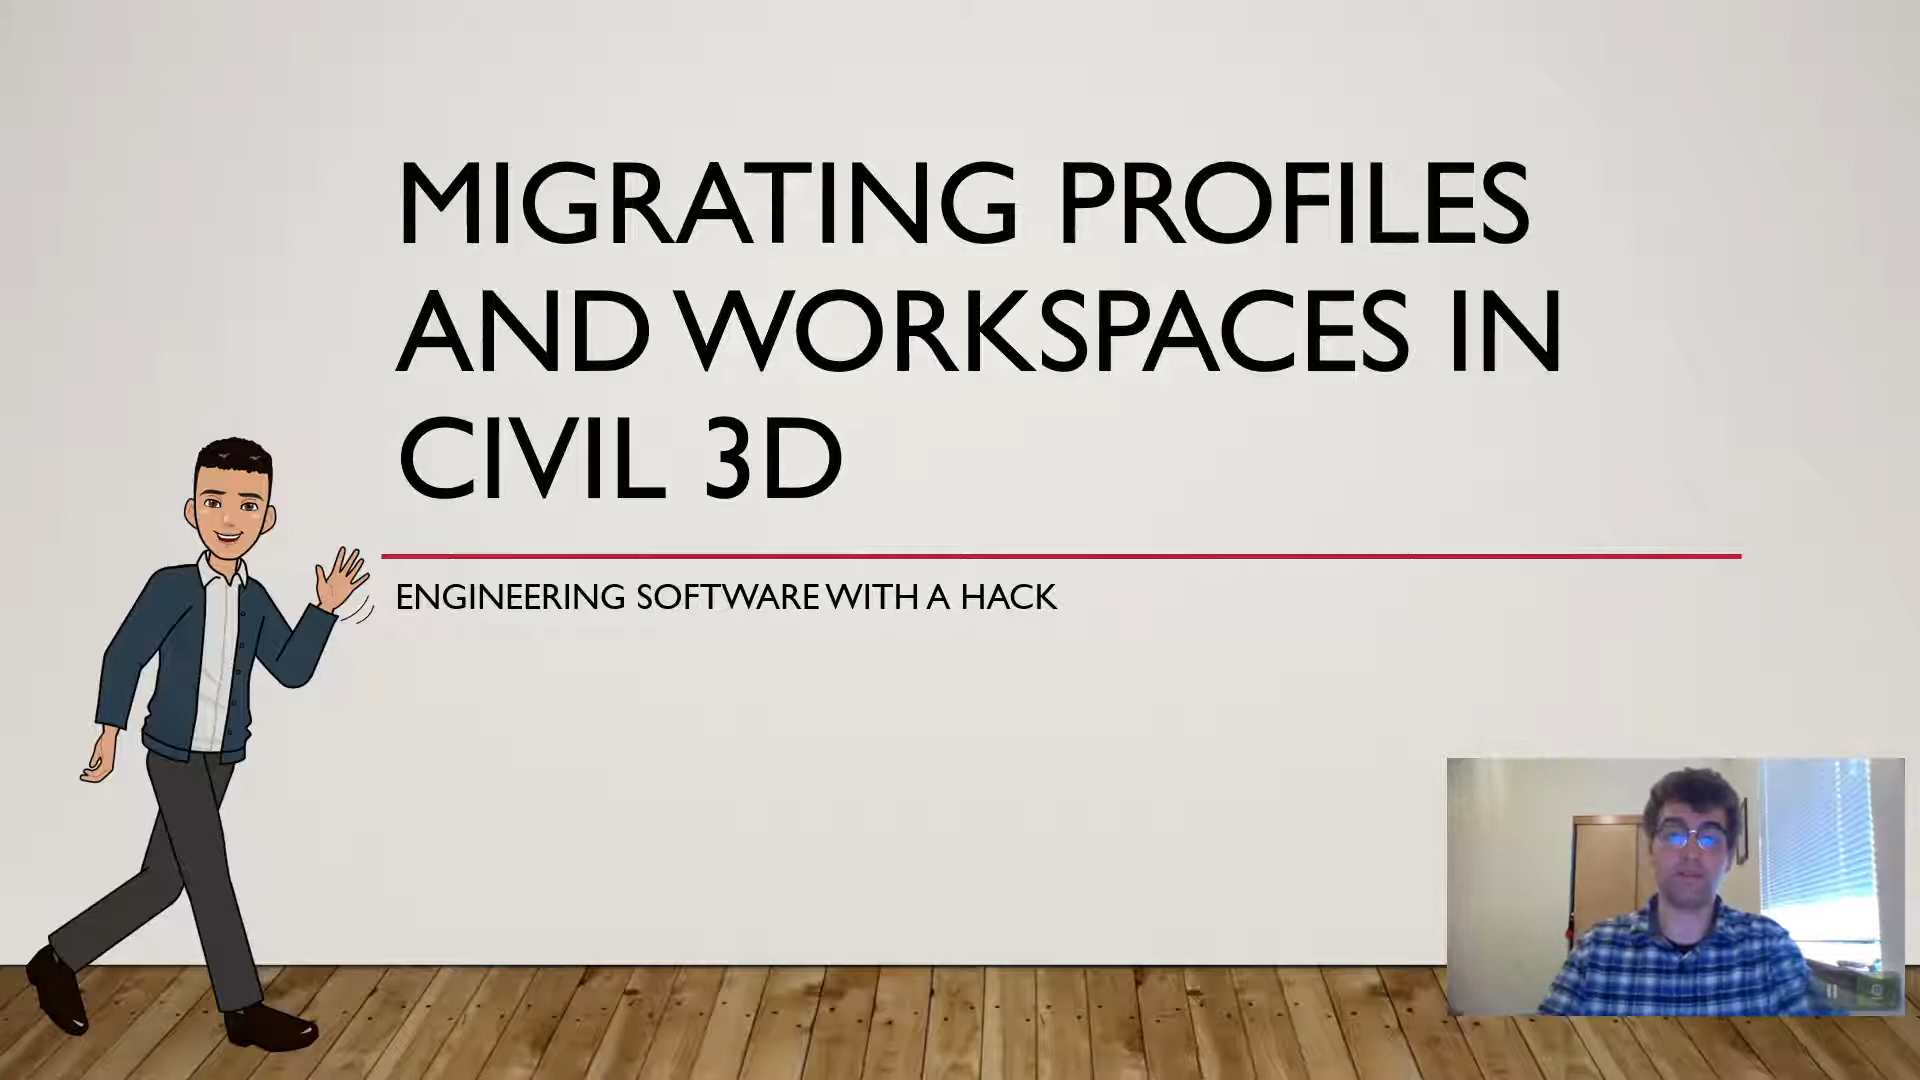 MIGRATING PROFILES
AND WORKSPACES IN
CIVIL 3D
ENGINEERING SOFTWARE WITH A HACK